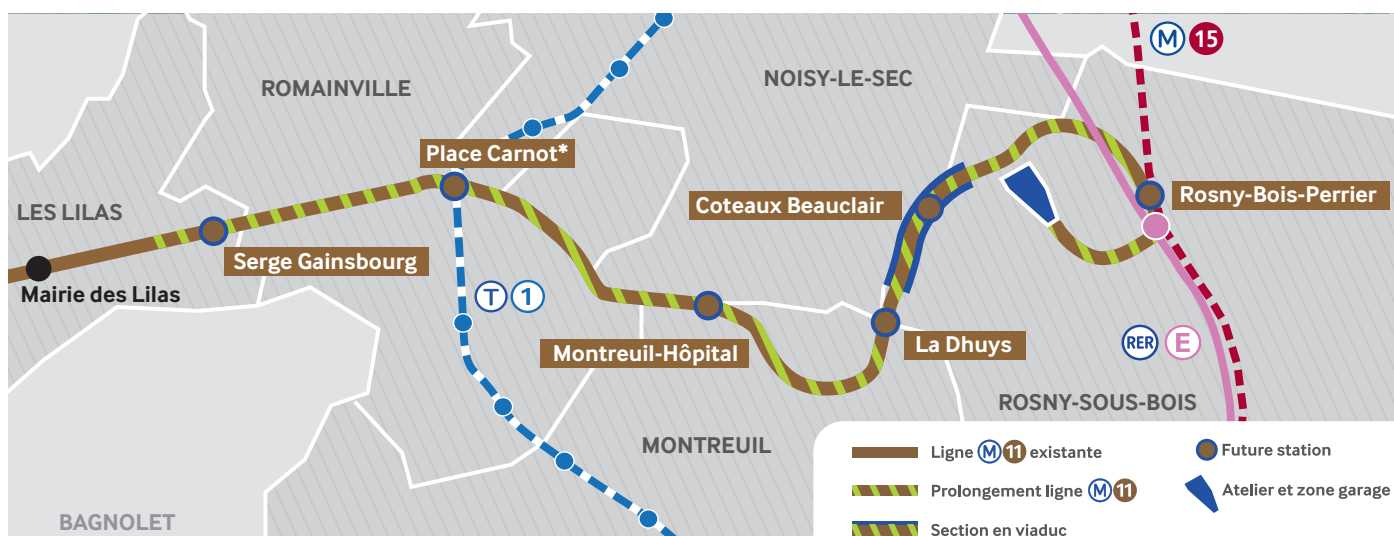 M 15
ROMAINVILLE
NOISY-LE-SEC
Place Carnot*
LES LILAS
Coteaux Beauclair
Rosny-Bois-Perrier
Serge Gainsbourg
Mairie des Lilas
T 1
Montreuil-Hôpital
La Dhuys
RER E
ROSNY-SOUS-BOIS
MONTREUIL
BAGNOLET
Ligne M 11 existante
Future station
Prolongement ligne M 11
Atelier et zone garage
Section en viaduc